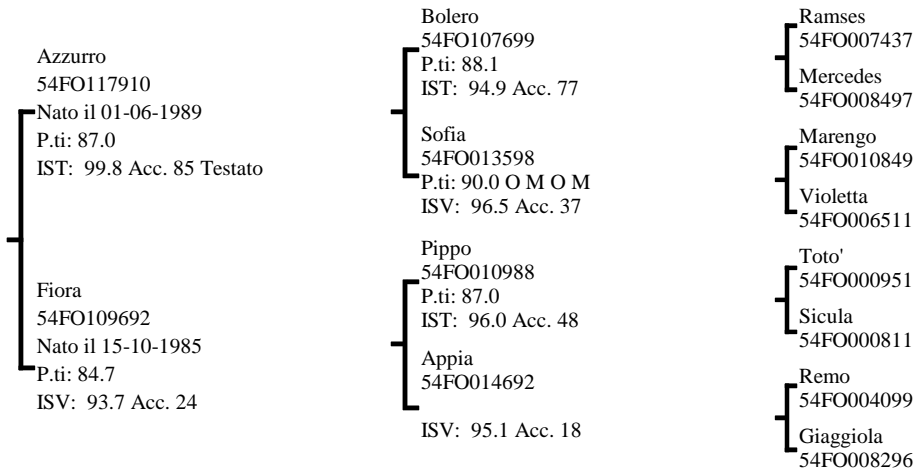 Azzurro
54FO117910
Nato il 01-06-1989
P.ti: 87.0
IST: 99.8 Acc. 85 Testato
Fiora
54FO109692
Nato il 15-10-1985
P.ti: 84.7
ISV: 93.7 Acc. 24
Bolero
54FO107699
P.ti: 88.1
IST: 94.9 Acc. 77
Sofia
54FO013598
P.ti: 90.0 O M O M
ISV: 96.5 Acc. 37
Pippo
54FO010988
P.ti: 87.0
IST: 96.0 Acc. 48
Appia
54FO014692
ISV: 95.1 Acc. 18
Ramses
54FO007437
Mercedes
54FO008497
Marengo
54FO010849
Violetta
54FO006511
Toto'
54FO000951
Sicula
54FO000811
Remo
54FO004099
Giaggiola
54FO008296